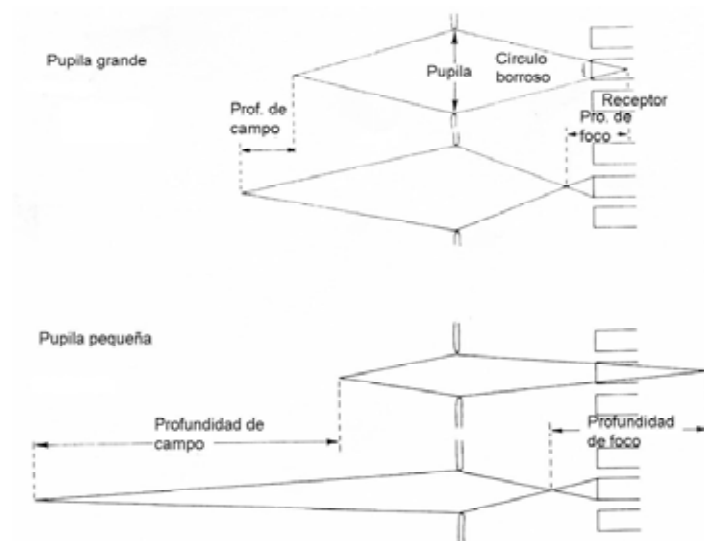 Pupila grande
Pupila
Círculo
borroso
Receptor
Prof. de
campo
Pro. de
foco
Pupila pequeña
Profundidad de
campo
Profundidad
de foco